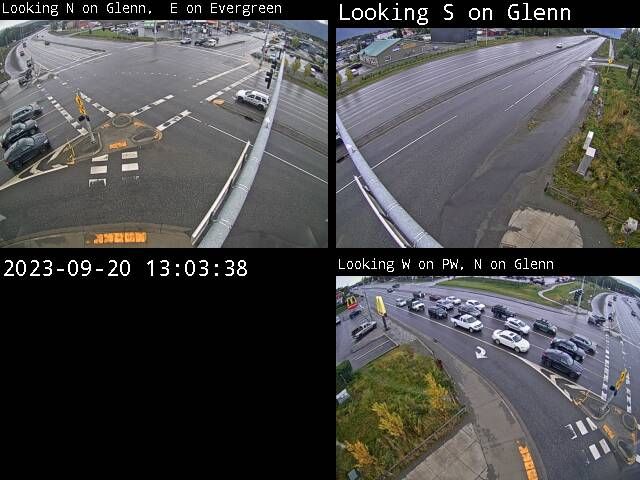 Looking N on Glenn, E on Evergreen
Looking S on Glenn
2023-09-20 13:03:38
Looking W on PW, N on Glenn